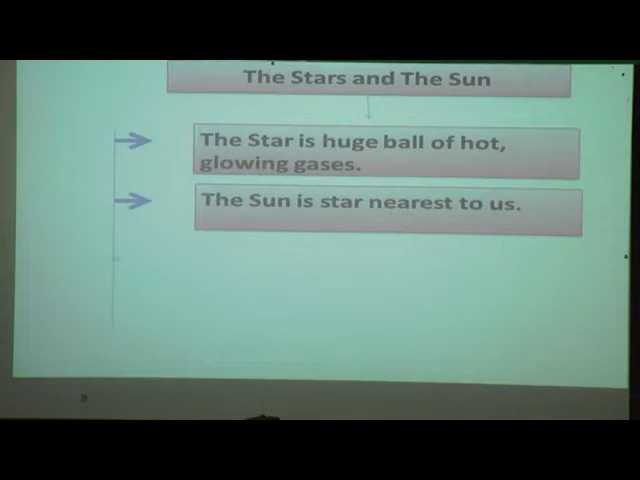 The Stars and The Sun
The Star is huge ball of hot,
glowing gases.
The Sun is star nearest to us.